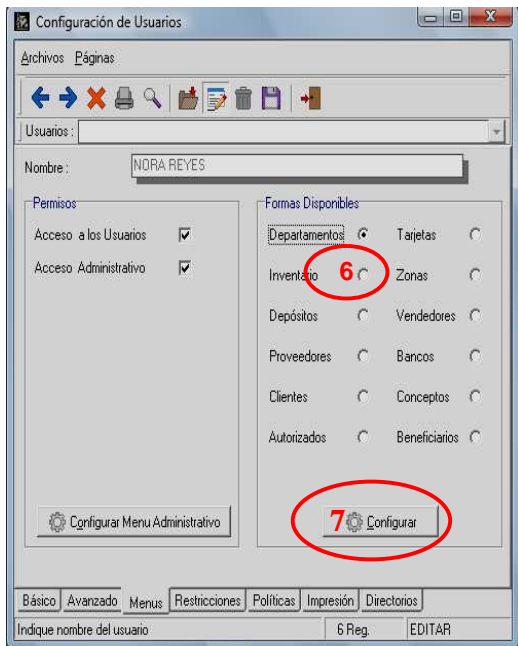 Configuración de Usuarios
Archivos Páginas
Usuarios :
Nombre : NORA REYES
Permisos
Acceso a los Usuarios
Acceso Administrativo
Configurar Menu Administrativo
Formas Disponibles
Departamentos Tarjetas
Inventario 6 Zonas
Depósitos Vendedores
Proveedores Bancos
Clientes Conceptos
Autorizados Beneficiarios
7 Configurar
Básico Avanzado Menus Restricciones Políticas Impresión Directorios
Indique nombre del usuario 6 Reg. EDITAR